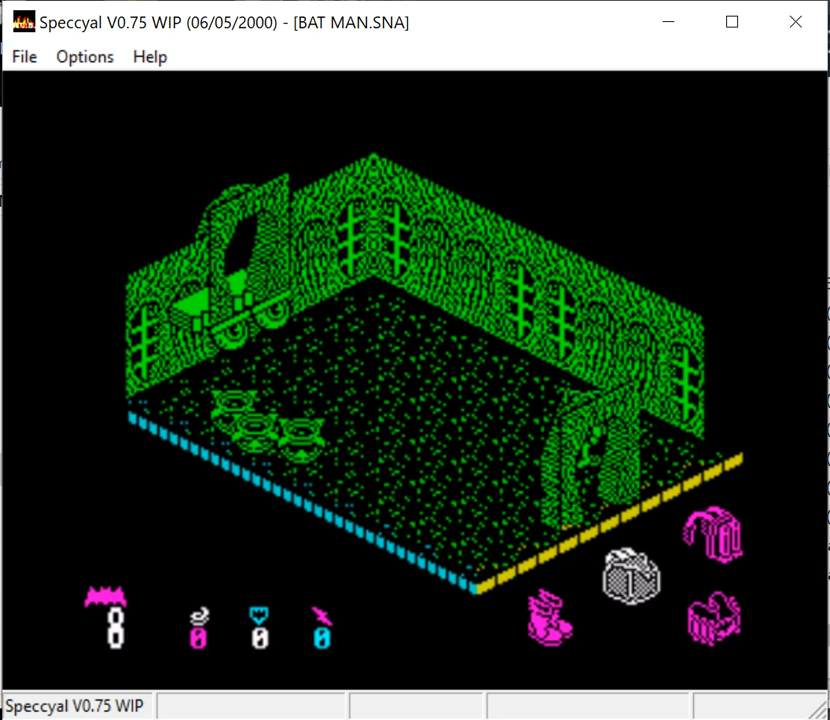 Speccyal V0.75 WIP (06/05/2000) - [BAT MAN.SNA]
File Options Help
8
0 0 0
Speccyal V0.75 WIP